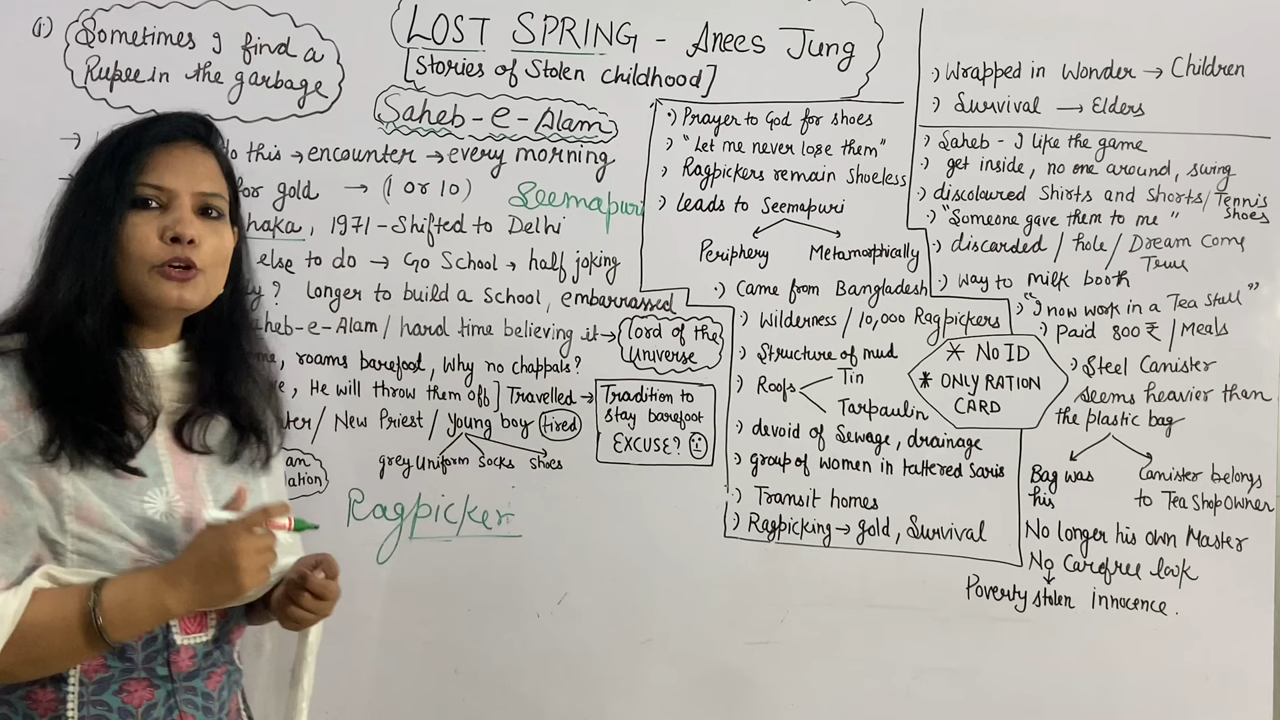 (i) Sometimes I find a
Rupee in the garbage
LOST SPRING - Anees Jung
[Stories of Stolen childhood]
Saheb-e-Alam
do this → encounter → every morning
for gold → (1 or 10)
Seemapuri
haka, 1971 - Shifted to Delhi
else to do → Go School → half joking
y? longer to build a School, embarrassed
aheb-e-Alam / hard time believing it →
lord of the
Universe
me, roams barefoot, Why no chappals?
e, He will throw them off] Travelled →
Tradition to
stay barefoot
EXCUSE?
ter / New Priest / Young boy tired
grey Uniform socks shoes
an
lation
Ragpicker
·) Prayer to God for shoes
·) "Let me never lose them"
·) Ragpickers remain shoeless
·) Leads to Seemapuri
Periphery Metamorphically
·) Came from Bangladesh
·) Wilderness / 10,000 Ragpickers
·) Structure of mud
·) Roofs
Tin
Tarpaulin
·) devoid of Sewage, drainage
·) group of women in tattered Saris
·) Transit homes
·) Ragpicking → gold, Survival
* NO ID
* ONLY RATION
CARD
·) Wrapped in Wonder → Children
·) Survival → Elders
·) Saheb - I like the game
·) get inside, no one around, swing
·) discoloured Shirts and Shorts / Tennis
Shoes
·) "Someone gave them to me"
·) discarded / hole / Dream Come
True
·) way to milk booth
·) "I now work in a Tea Stall"
·) paid 800 ₹ / Meals
·) Steel Canister
seems heavier than
the plastic bag
Bag was
his
Canister belongs
to Tea Shop Owner
No longer his own Master
No Carefree look
Poverty stolen innocence.